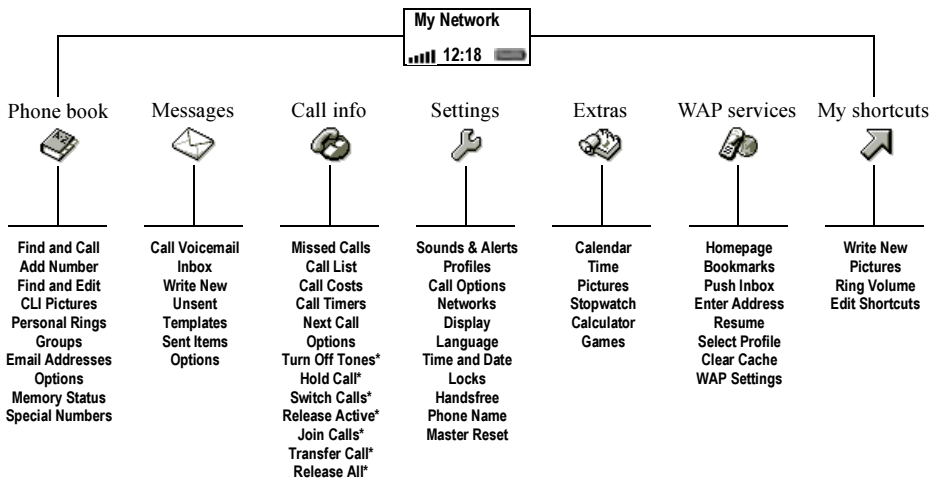 My Network
12:18
Phone book
Messages
Call info
Settings
Extras
WAP services
My shortcuts
Find and Call
Add Number
Find and Edit
CLI Pictures
Personal Rings
Groups
Email Addresses
Options
Memory Status
Special Numbers
Call Voicemail
Inbox
Write New
Unsent
Templates
Sent Items
Options
Missed Calls
Call List
Call Costs
Call Timers
Next Call
Options
Turn Off Tones*
Hold Call*
Switch Calls*
Release Active*
Join Calls*
Transfer Call*
Release All*
Sounds & Alerts
Profiles
Call Options
Networks
Display
Language
Time and Date
Locks
Handsfree
Phone Name
Master Reset
Calendar
Time
Pictures
Stopwatch
Calculator
Games
Homepage
Bookmarks
Push Inbox
Enter Address
Resume
Select Profile
Clear Cache
WAP Settings
Write New
Pictures
Ring Volume
Edit Shortcuts